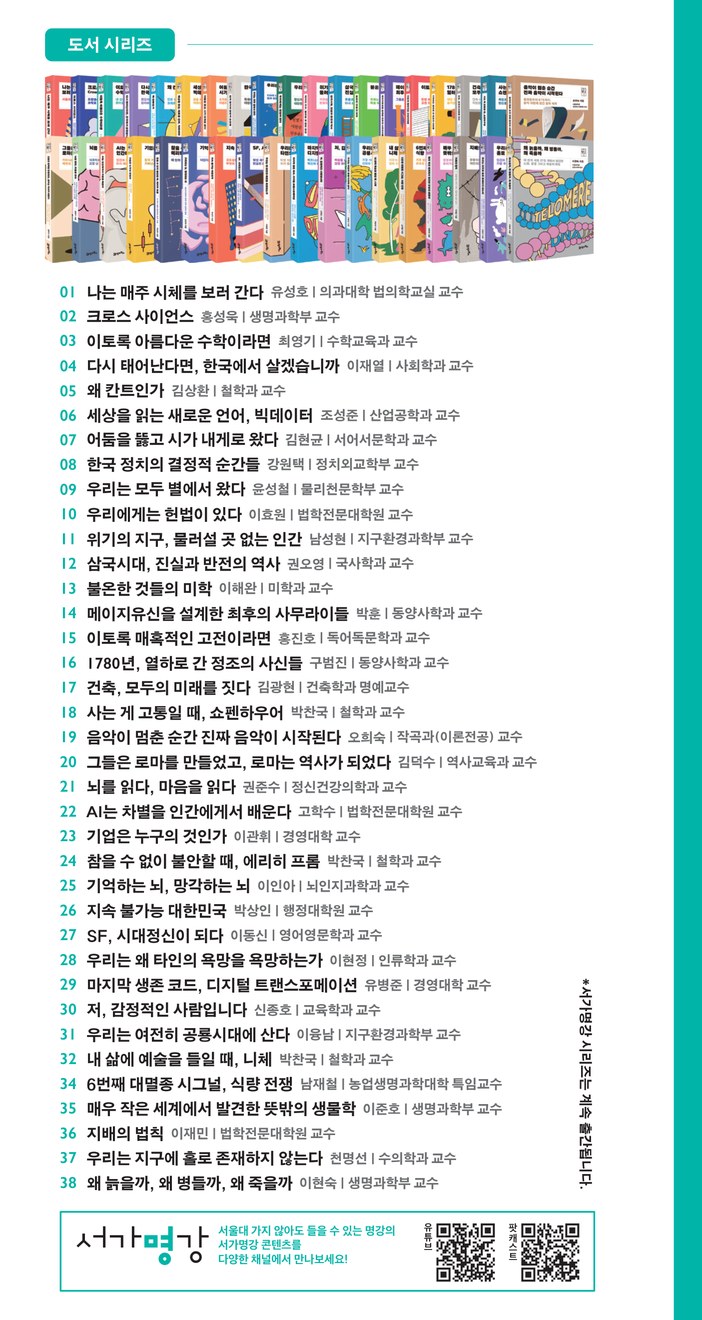 도서 시리즈
TELOMERE
01 나는 매주 시체를 보러 간다 유성호 | 의과대학 법의학교실 교수
02 크로스 사이언스 홍성욱 | 생명과학부 교수
03 이토록 아름다운 수학이라면 최영기 | 수학교육과 교수
04 다시 태어난다면, 한국에서 살겠습니까 이재열 | 사회학과 교수
05 왜 칸트인가 김상환 | 철학과 교수
06 세상을 읽는 새로운 언어, 빅데이터 조성준 | 산업공학과 교수
07 어둠을 뚫고 시가 내게로 왔다 김현균 | 서어서문학과 교수
08 한국 정치의 결정적 순간들 강원택 | 정치외교학부 교수
09 우리는 모두 별에서 왔다 윤성철 | 물리천문학부 교수
10 우리에게는 헌법이 있다 이효원 | 법학전문대학원 교수
11 위기의 지구, 물러설 곳 없는 인간 남성현 | 지구환경과학부 교수
12 삼국시대, 진실과 반전의 역사 권오영 | 국사학과 교수
13 불온한 것들의 미학 이해완 | 미학과 교수
14 메이지유신을 설계한 최후의 사무라이들 박훈 | 동양사학과 교수
15 이토록 매혹적인 고전이라면 홍진호 | 독어독문학과 교수
16 1780년, 열하로 간 정조의 사신들 구범진 | 동양사학과 교수
17 건축, 모두의 미래를 짓다 김광현 | 건축학과 명예교수
18 사는 게 고통일 때, 쇼펜하우어 박찬국 | 철학과 교수
19 음악이 멈춘 순간 진짜 음악이 시작된다 오희숙 | 작곡과(이론전공) 교수
20 그들은 로마를 만들었고, 로마는 역사가 되었다 김덕수 | 역사교육과 교수
21 뇌를 읽다, 마음을 읽다 권준수 | 정신건강의학과 교수
22 AI는 차별을 인간에게서 배운다 고학수 | 법학전문대학원 교수
23 기업은 누구의 것인가 이관휘 | 경영대학 교수
24 참을 수 없이 불안할 때, 에리히 프롬 박찬국 | 철학과 교수
25 기억하는 뇌, 망각하는 뇌 이인아 | 뇌인지과학과 교수
26 지속 불가능 대한민국 박상인 | 행정대학원 교수
27 SF, 시대정신이 되다 이동신 | 영어영문학과 교수
28 우리는 왜 타인의 욕망을 욕망하는가 이현정 | 인류학과 교수
29 마지막 생존 코드, 디지털 트랜스포메이션 유병준 | 경영대학 교수
30 저, 감정적인 사람입니다 신종호 | 교육학과 교수
31 우리는 여전히 공룡시대에 산다 이융남 | 지구환경과학부 교수
32 내 삶에 예술을 들일 때, 니체 박찬국 | 철학과 교수
34 6번째 대멸종 시그널, 식량 전쟁 남재철 | 농업생명과학대학 특임교수
35 매우 작은 세계에서 발견한 뜻밖의 생물학 이준호 | 생명과학부 교수
36 지배의 법칙 이재민 | 법학전문대학원 교수
37 우리는 지구에 홀로 존재하지 않는다 천명선 | 수의학과 교수
38 왜 늙을까, 왜 병들까, 왜 죽을까 이현숙 | 생명과학부 교수
*서가명강 시리즈는 계속 출간됩니다.
서가명강
서울대 가지 않아도 들을 수 있는 명강의
서가명강 콘텐츠를
다양한 채널에서 만나보세요!
유튜브
팟캐스트